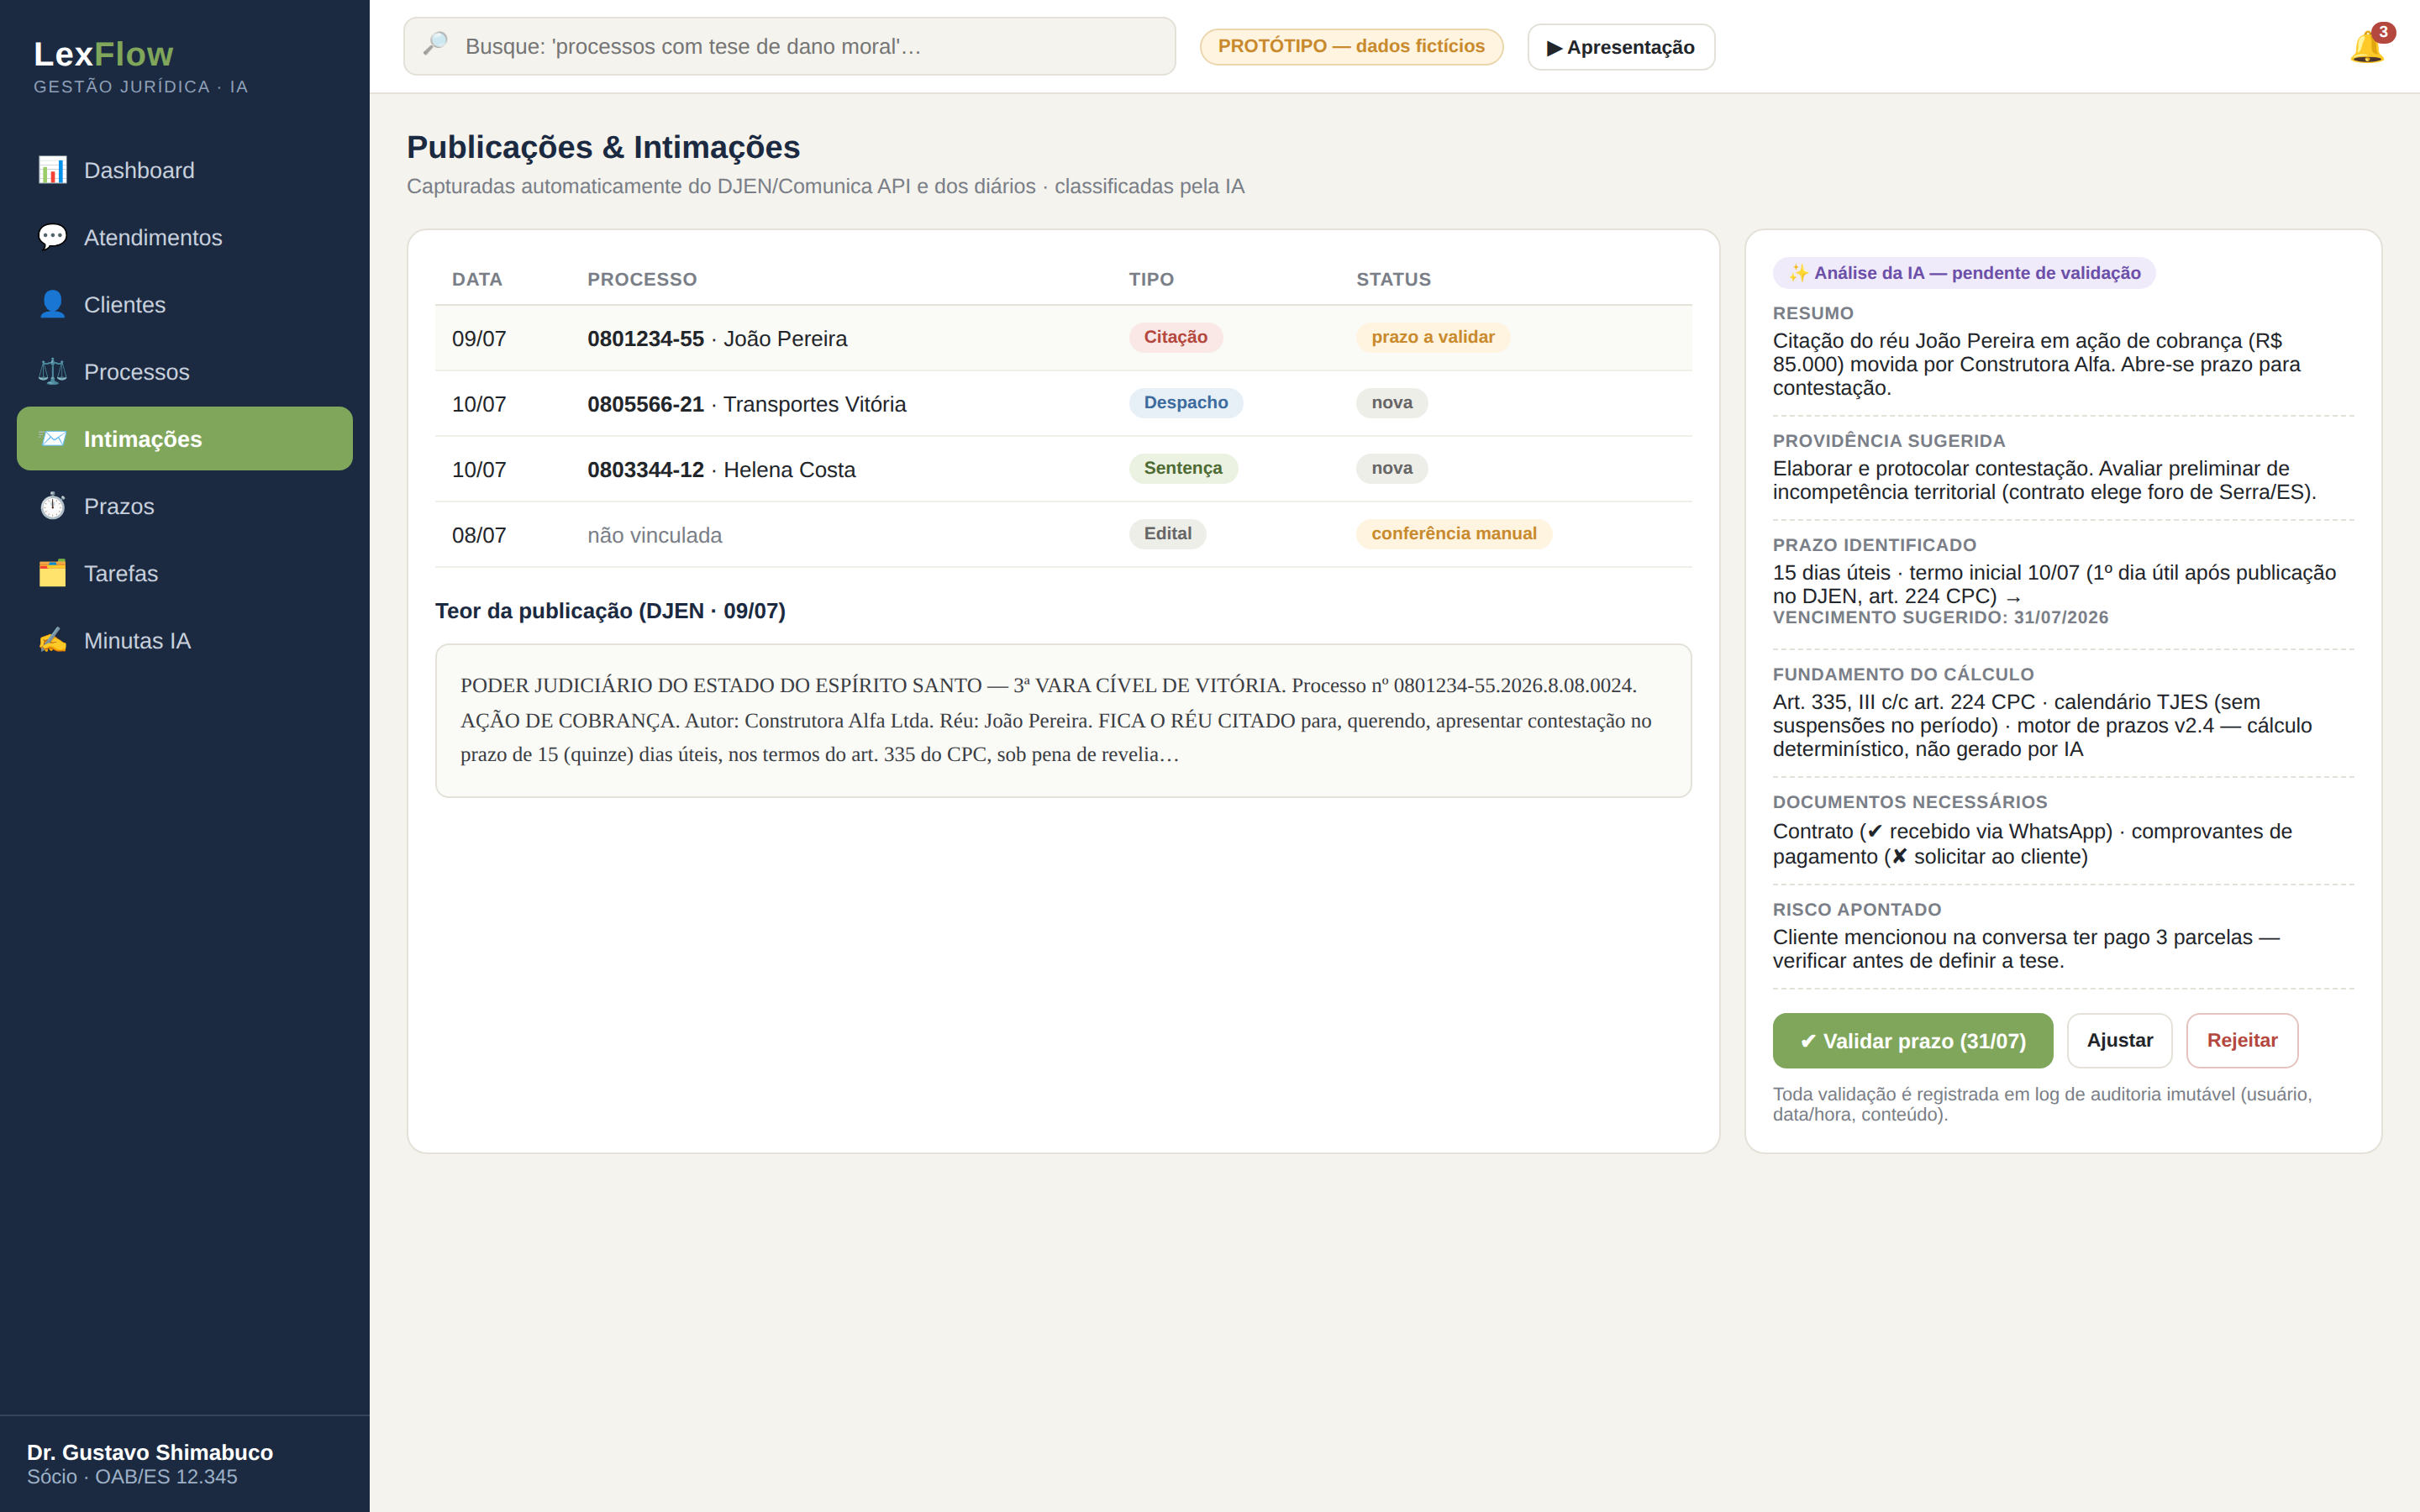 LexFlow
GESTÃO JURÍDICA · IA
Dashboard
Atendimentos
Clientes
Processos
Intimações
Prazos
Tarefas
Minutas IA
Dr. Gustavo Shimabuco
Sócio · OAB/ES 12.345
Busque: 'processos com tese de dano moral'…
PROTÓTIPO — dados fictícios
▶ Apresentação
3
Publicações & Intimações
Capturadas automaticamente do DJEN/Comunica API e dos diários · classificadas pela IA
DATA PROCESSO TIPO STATUS
09/07 0801234-55 · João Pereira Citação prazo a validar
10/07 0805566-21 · Transportes Vitória Despacho nova
10/07 0803344-12 · Helena Costa Sentença nova
08/07 não vinculada Edital conferência manual
Teor da publicação (DJEN · 09/07)
PODER JUDICIÁRIO DO ESTADO DO ESPÍRITO SANTO — 3ª VARA CÍVEL DE VITÓRIA. Processo nº 0801234-55.2026.8.08.0024.
AÇÃO DE COBRANÇA. Autor: Construtora Alfa Ltda. Réu: João Pereira. FICA O RÉU CITADO para, querendo, apresentar contestação no
prazo de 15 (quinze) dias úteis, nos termos do art. 335 do CPC, sob pena de revelia…
✨ Análise da IA — pendente de validação
RESUMO
Citação do réu João Pereira em ação de cobrança (R$
85.000) movida por Construtora Alfa. Abre-se prazo para
contestação.
PROVIDÊNCIA SUGERIDA
Elaborar e protocolar contestação. Avaliar preliminar de
incompetência territorial (contrato elege foro de Serra/ES).
PRAZO IDENTIFICADO
15 dias úteis · termo inicial 10/07 (1º dia útil após publicação
no DJEN, art. 224 CPC) →
VENCIMENTO SUGERIDO: 31/07/2026
FUNDAMENTO DO CÁLCULO
Art. 335, III c/c art. 224 CPC · calendário TJES (sem
suspensões no período) · motor de prazos v2.4 — cálculo
determinístico, não gerado por IA
DOCUMENTOS NECESSÁRIOS
Contrato (✔ recebido via WhatsApp) · comprovantes de
pagamento (✘ solicitar ao cliente)
RISCO APONTADO
Cliente mencionou na conversa ter pago 3 parcelas —
verificar antes de definir a tese.
✔ Validar prazo (31/07) Ajustar Rejeitar
Toda validação é registrada em log de auditoria imutável (usuário,
data/hora, conteúdo).